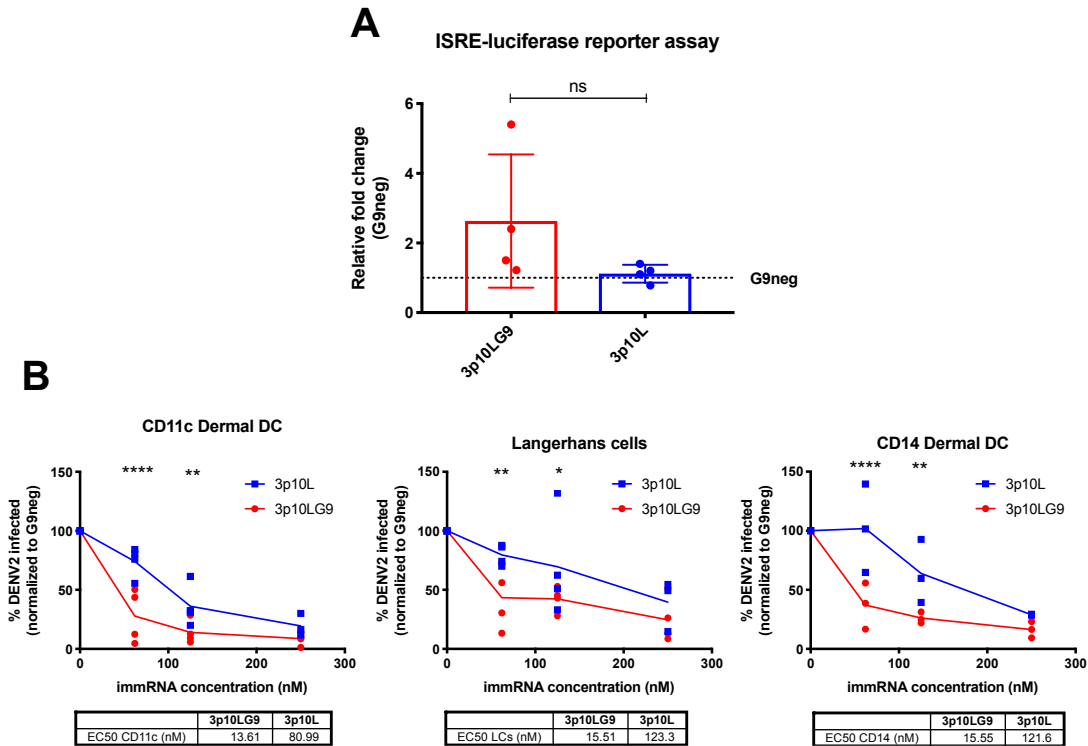 A
ISRE-luciferase reporter assay
ns
Relative fold change
(G9neg)
6
4
2
0
G9neg
3p10LG9
3p10L
B
CD11c Dermal DC
% DENV2 infected
(normalized to G9neg)
150
100
50
0
**** **
3p10L
3p10LG9
0 100 200 300
immRNA concentration (nM)
3p10LG9 3p10L
EC50 CD11c (nM) 13.61 80.99
Langerhans cells
% DENV2 infected
(normalized to G9neg)
150
100
50
0
** *
3p10L
3p10LG9
0 100 200 300
immRNA concentration (nM)
3p10LG9 3p10L
EC50 LCs (nM) 15.51 123.3
CD14 Dermal DC
% DENV2 infected
(normalized to G9neg)
150
100
50
0
**** **
3p10L
3p10LG9
0 100 200 300
immRNA concentration (nM)
3p10LG9 3p10L
EC50 CD14 (nM) 15.55 121.6